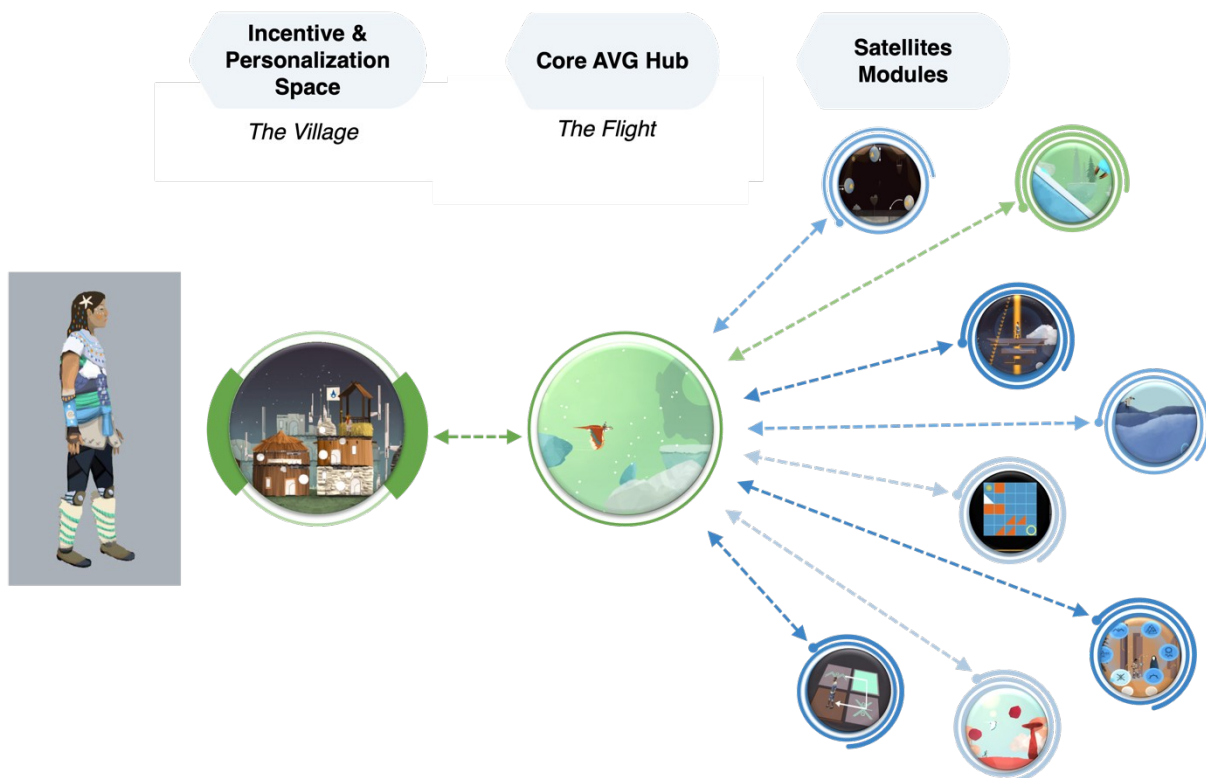 Incentive &
Personalization
Space
The Village
Core AVG Hub
The Flight
Satellites
Modules